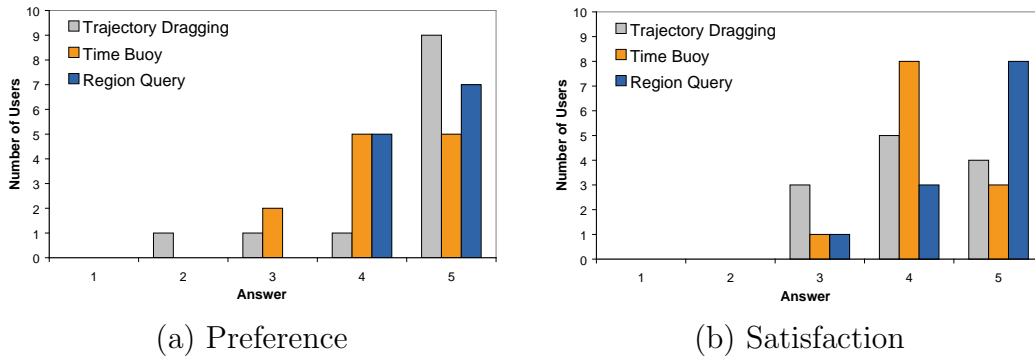 10
9
8
7
6
5
4
3
2
1
0
Number of Users
Trajectory Dragging
Time Buoy
Region Query
1 2 3 4 5
Answer
(a) Preference
10
9
8
7
6
5
4
3
2
1
0
Number of Users
Trajectory Dragging
Time Buoy
Region Query
1 2 3 4 5
Answer
(b) Satisfaction